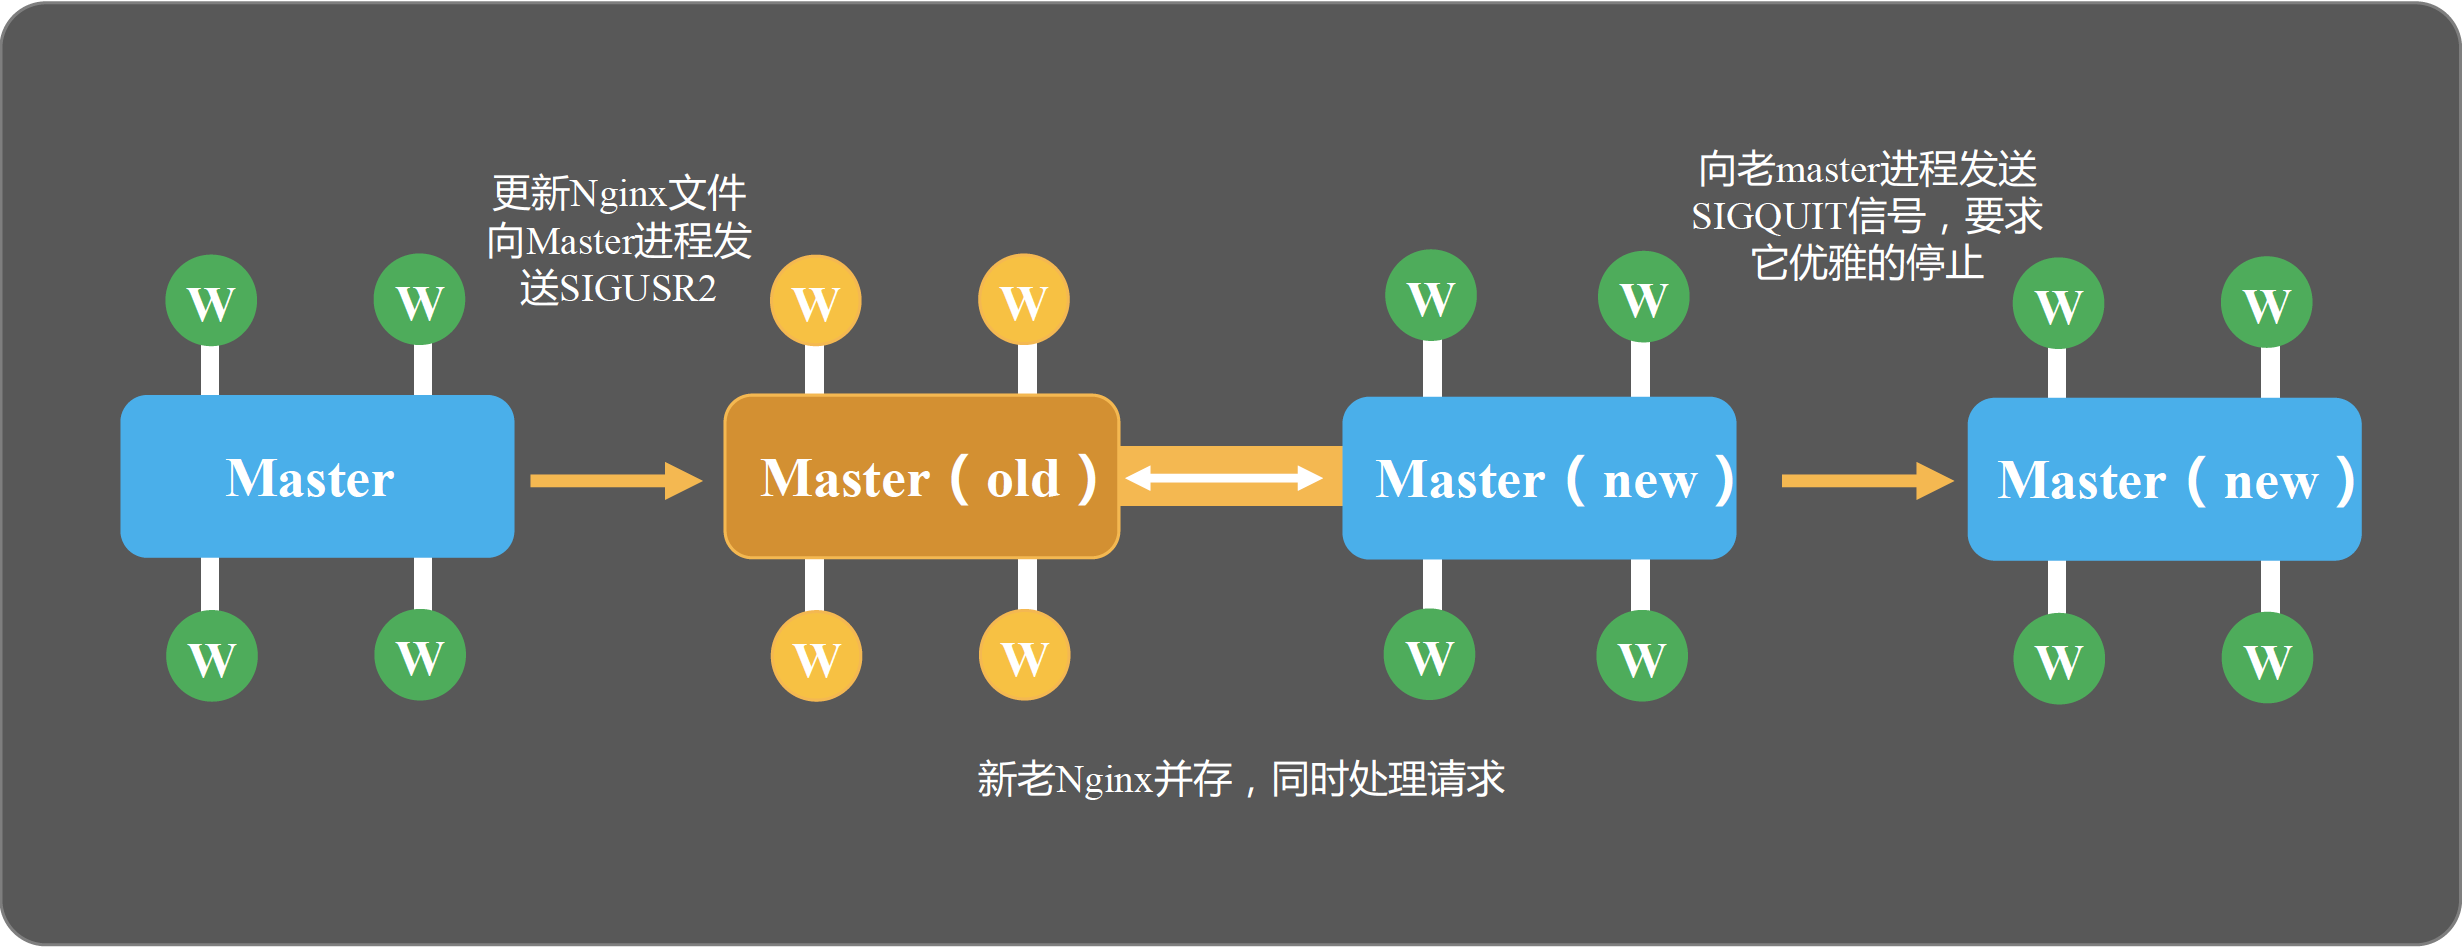 更新Nginx文件
向Master进程发
送SIGUSR2
向老master进程发送
SIGQUIT信号，要求
它优雅的停止
W
W
W
W
W
W
W
W
Master
Master（old）
Master（new）
Master（new）
W
W
W
W
W
W
W
W
新老Nginx并存，同时处理请求